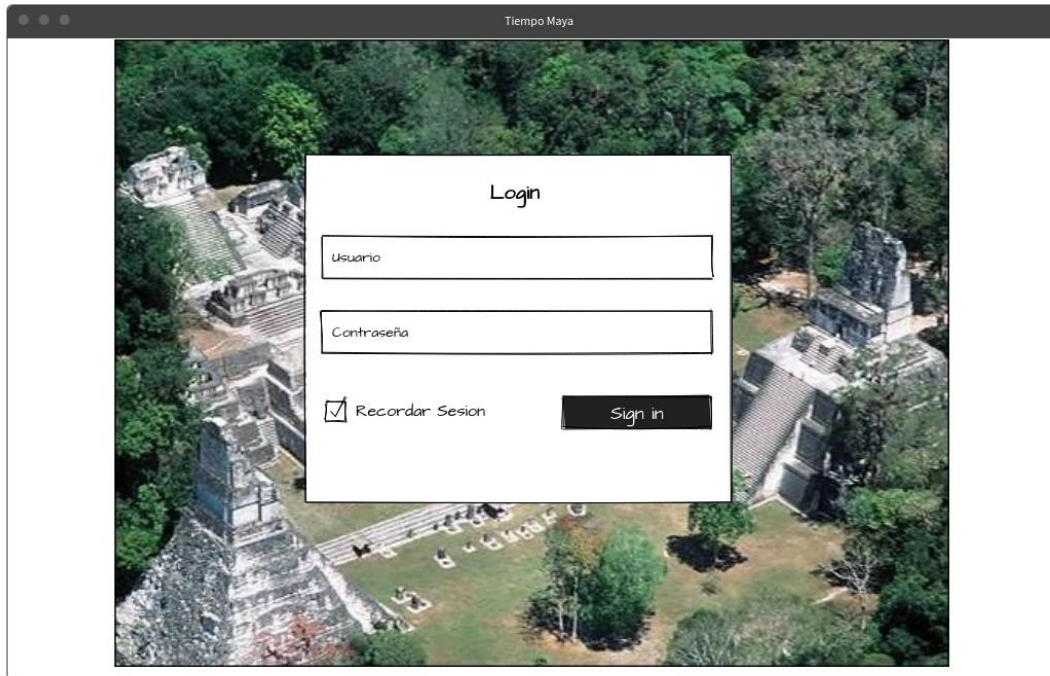 Tiempo Maya
Login
Usuario
Contraseña
Recordar Sesion
Sign in